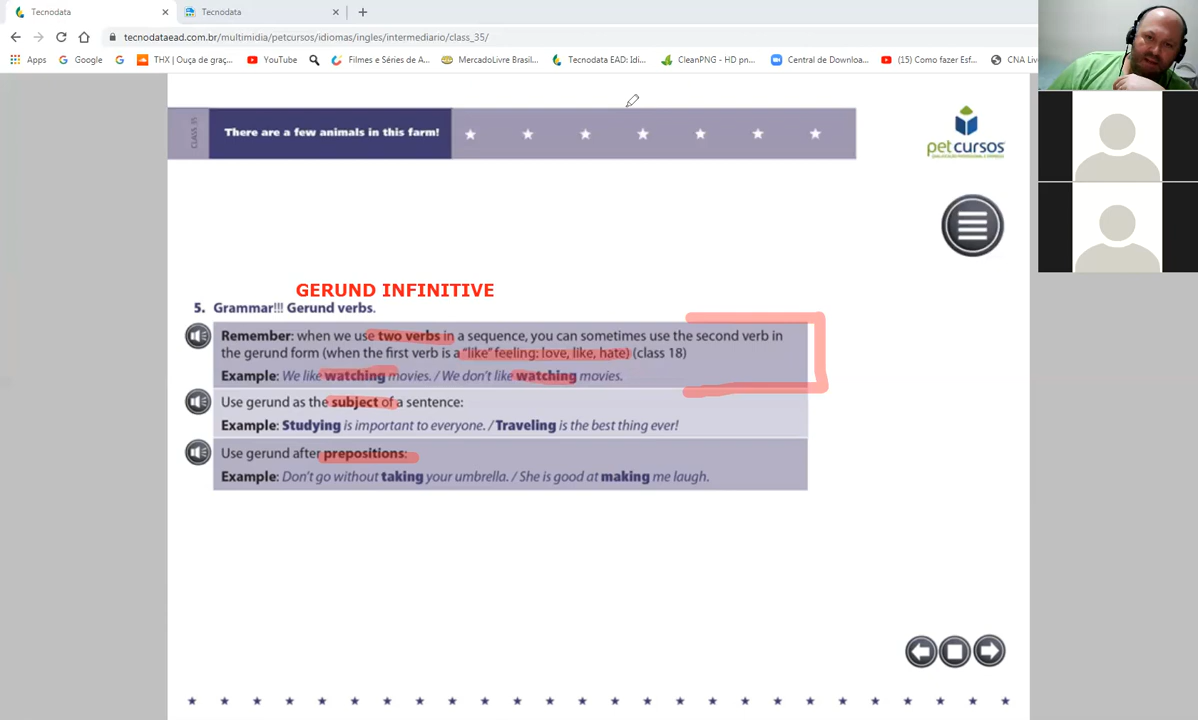 Tecnodata
Tecnodata
tecnodataead.com.br/multimidia/petcursos/idiomas/ingles/intermediario/class_35/
Apps Google THX | Ouça de graç... YouTube Filmes e Séries de A... MercadoLivre Brasil... Tecnodata EAD: Idi... CleanPNG - HD pn... Central de Downloa... (15) Como fazer Esf... CNA Liv
CLASS 35
There are a few animals in this farm!
petcursos
GERUND INFINITIVE
5. Grammar!!! Gerund verbs.
Remember: when we use two verbs in a sequence, you can sometimes use the second verb in
the gerund form (when the first verb is a "like" feeling: love, like, hate) (class 18)
Example: We like watching movies. / We don't like watching movies.
Use gerund as the subject of a sentence:
Example: Studying is important to everyone. / Traveling is the best thing ever!
Use gerund after prepositions:
Example: Don't go without taking your umbrella. / She is good at making me laugh.